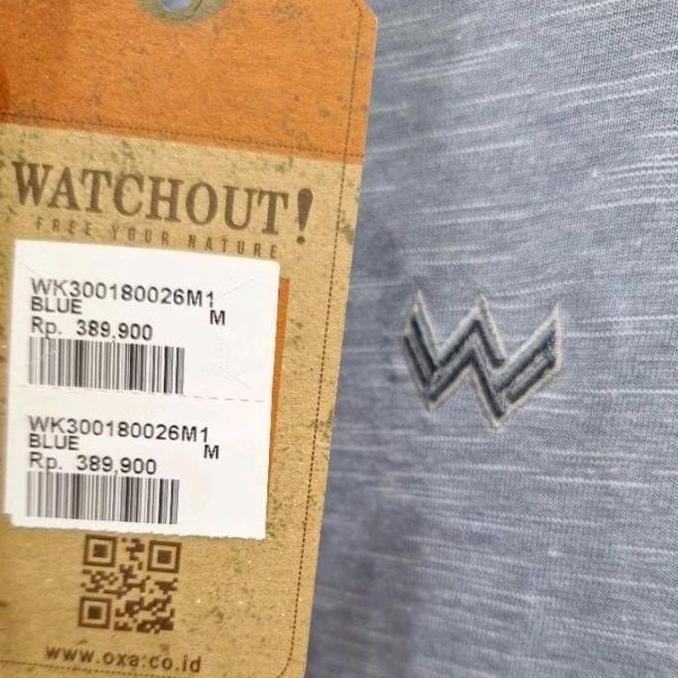 WATCHOUT!
FREE YOUR NATURE
WK300180026M1
BLUE M
Rp. 389,900
WK300180026M1
BLUE M
Rp. 389,900
www.oxa.co.id
W